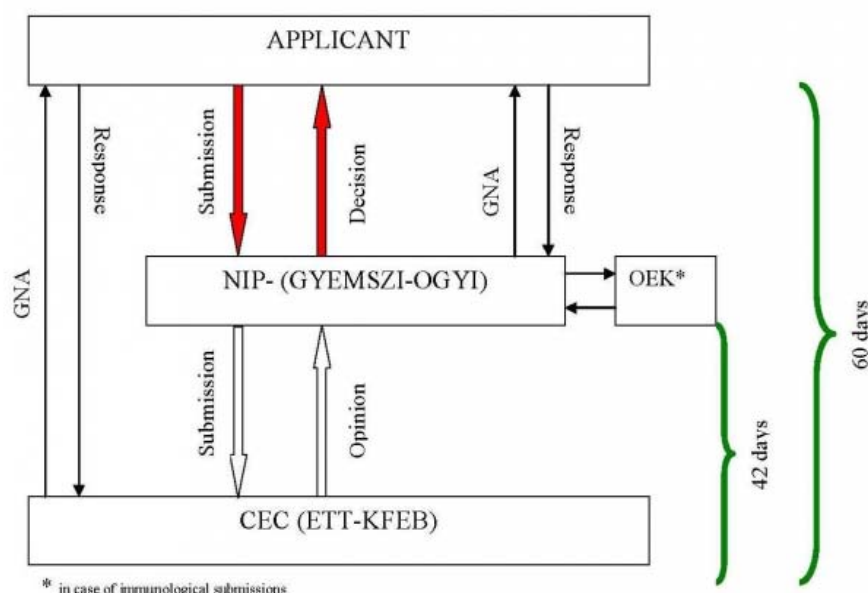 APPLICANT
GNA
Response
Submission
Decision
GNA
Response
NIP- (GYEMSZI-OGYI)
OEK*
Submission
Opinion
42 days
60 days
CEC (ETT-KFEB)
* in case of immunological submissions